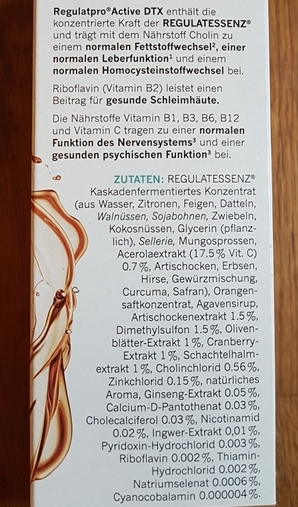 Regulatpro®Active DTX enthält die
konzentrierte Kraft der REGULATESSENZ®
und trägt mit dem Nährstoff Cholin zu
einem normalen Fettstoffwechsel², einer
normalen Leberfunktion¹ und einem
normalen Homocysteinstoffwechsel bei.
Riboflavin (Vitamin B2) leistet einen
Beitrag für gesunde Schleimhäute.
Die Nährstoffe Vitamin B1, B3, B6, B12
und Vitamin C tragen zu einer normalen
Funktion des Nervensystems³ und einer
gesunden psychischen Funktion³ bei.
ZUTATEN: REGULATESSENZ®
Kaskadenfermentiertes Konzentrat
(aus Wasser, Zitronen, Feigen, Datteln,
Walnüssen, Sojabohnen, Zwiebeln,
Kokosnüssen, Glycerin (pflanz-
lich), Sellerie, Mungosprossen,
Acerolaextrakt (17.5 % Vit. C)
0.7 %, Artischocken, Erbsen,
Hirse, Gewürzmischung,
Curcuma, Safran), Orangen-
saftkonzentrat, Agavensirup,
Artischockenextrakt 1.5 %,
Dimethylsulfon 1.5 %, Oliven-
blätter-Extrakt 1 %, Cranberry-
Extrakt 1 %, Schachtelhalm-
extrakt 1 %, Cholinchlorid 0.56 %,
Zinkchlorid 0.15 %, natürliches
Aroma, Ginseng-Extrakt 0.05 %,
Calcium-D-Pantothenat 0.03 %,
Cholecalciferol 0.03 %, Nicotinamid
0.02 %, Ingwer-Extrakt 0,01 %,
Pyridoxin-Hydrochlorid 0.003 %,
Riboflavin 0.002 %, Thiamin-
Hydrochlorid 0.002 %,
Natriumselenat 0.0006 %,
Cyanocobalamin 0.000004 %.